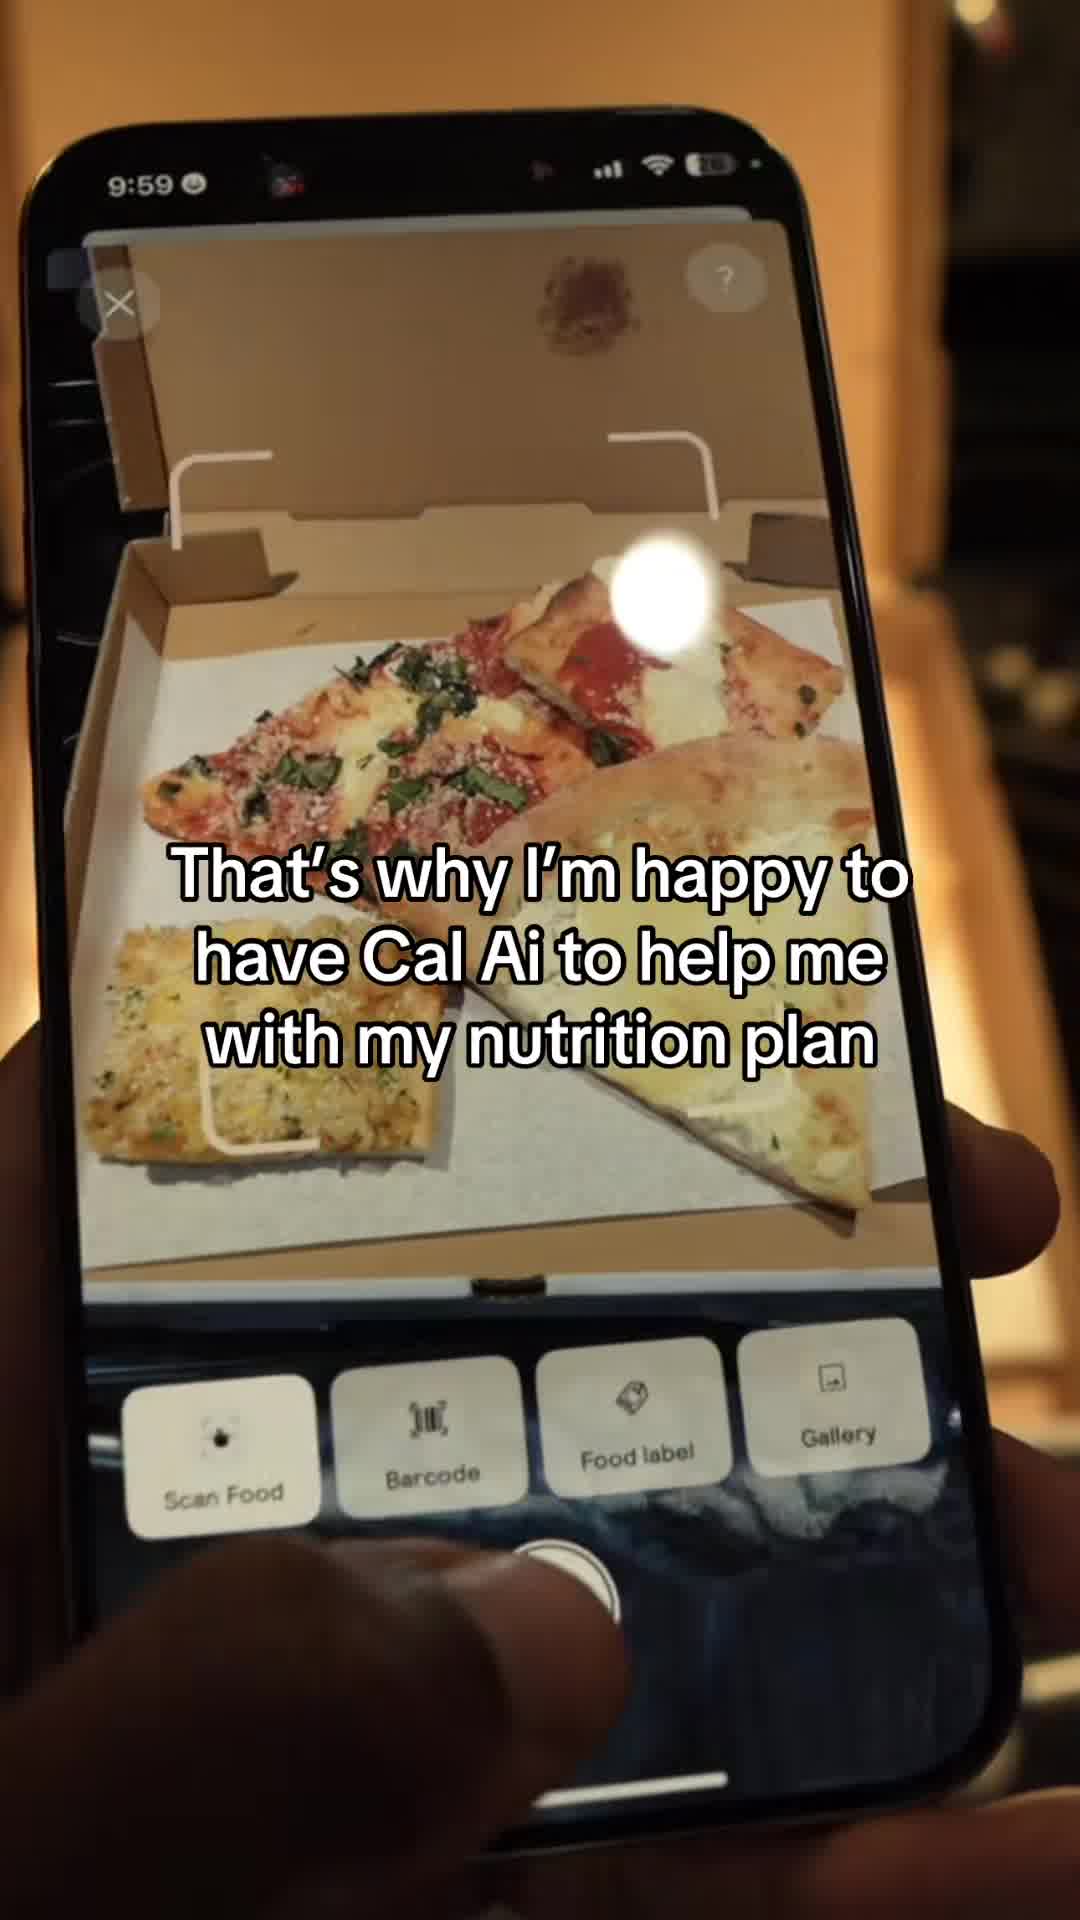 9:59
?
That's why I'm happy to
have Cal Ai to help me
with my nutrition plan
Scan Food
Barcode
Food label
Gallery